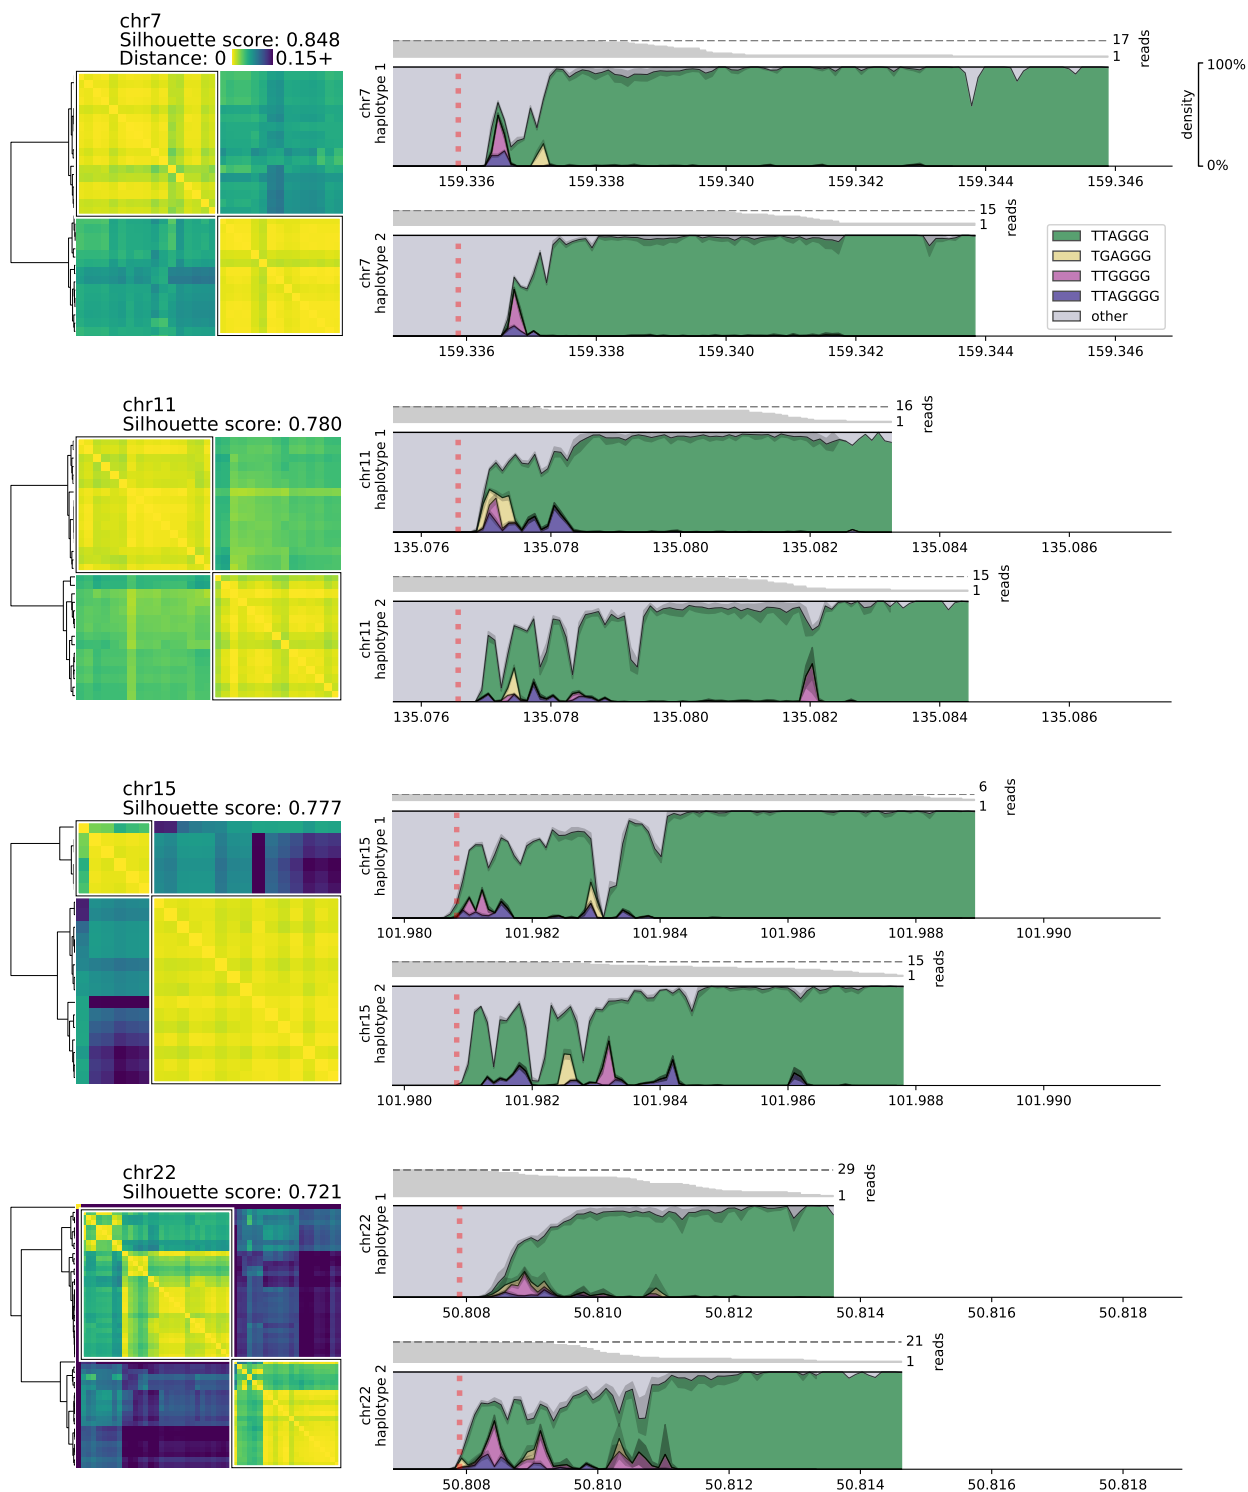 chr7
Silhouette score: 0.848
Distance: 0 0.15+
17
1
reads
chr7
haplotype 1
100%
density
0%
159.336 159.338 159.340 159.342 159.344 159.346
15
1
reads
chr7
haplotype 2
TTAGGG
TGAGGG
TTGGGG
TTAGGGG
other
159.336 159.338 159.340 159.342 159.344 159.346
chr11
Silhouette score: 0.780
16
1
reads
chr11
haplotype 1
135.076 135.078 135.080 135.082 135.084 135.086
15
1
reads
chr11
haplotype 2
135.076 135.078 135.080 135.082 135.084 135.086
chr15
Silhouette score: 0.777
6
1
reads
chr15
haplotype 1
101.980 101.982 101.984 101.986 101.988 101.990
15
1
reads
chr15
haplotype 2
101.980 101.982 101.984 101.986 101.988 101.990
chr22
Silhouette score: 0.721
29
1
reads
chr22
haplotype 1
50.808 50.810 50.812 50.814 50.816 50.818
21
1
reads
chr22
haplotype 2
50.808 50.810 50.812 50.814 50.816 50.818